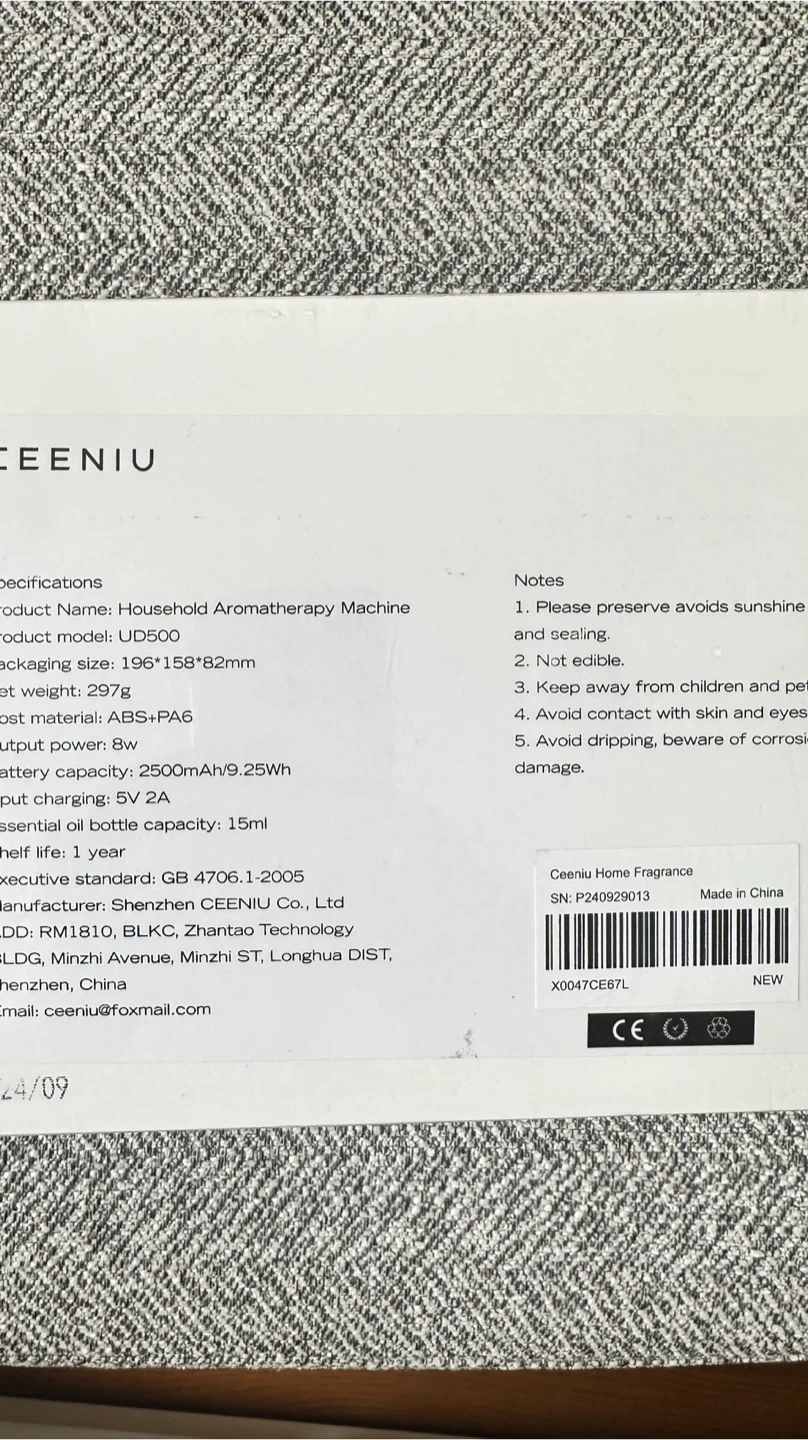 CEENIU
pecifications
roduct Name: Household Aromatherapy Machine
roduct model: UD500
ackaging size: 196*158*82mm
et weight: 297g
ost material: ABS+PA6
utput power: 8w
attery capacity: 2500mAh/9.25Wh
put charging: 5V 2A
ssential oil bottle capacity: 15ml
helf life: 1 year
xecutive standard: GB 4706.1-2005
anufacturer: Shenzhen CEENIU Co., Ltd
DD: RM1810, BLKC, Zhantao Technology
BLDG, Minzhi Avenue, Minzhi ST, Longhua DIST,
henzhen, China
Email: ceeniu@foxmail.com
24/09
Notes
1. Please preserve avoids sunshine
and sealing.
2. Not edible.
3. Keep away from children and pet
4. Avoid contact with skin and eyes
5. Avoid dripping, beware of corrosi
damage.
Ceeniu Home Fragrance
SN: P240929013 Made in China
X0047CE67L NEW
CE